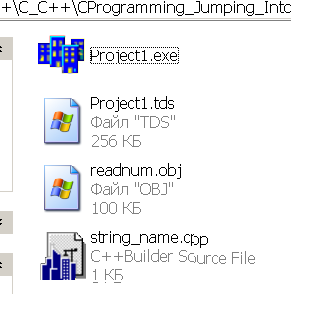 ++\C_C++\CProgramming_Jumping_Into
Project1.exe
Project1.tds
Файл "TDS"
256 КБ
readnum.obj
Файл "OBJ"
100 КБ
string_name.cpp
C++Builder Source File
1 КБ